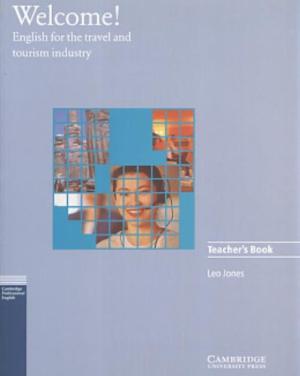 Welcome!
English for the travel and
tourism industry
Teacher's Book
Leo Jones
Cambridge
Professional
English
CAMBRIDGE
UNIVERSITY PRESS